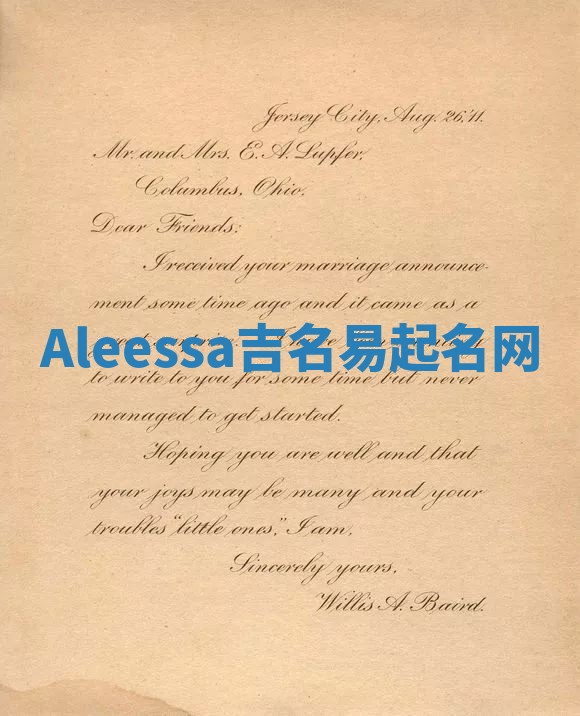 Jersey City, Aug. 26,'11.
Mr. and Mrs. E. A. Lupfer,
Columbus, Ohio.
Dear Friends:
I received your marriage announce-
ment some time ago and it came as a
Aleessa吉名易起名网
to write to you for some time but never
managed to get started.
Hoping you are well and that
your joys may be many and your
troubles "little ones," I am,
Sincerely yours,
Willis A. Baird.